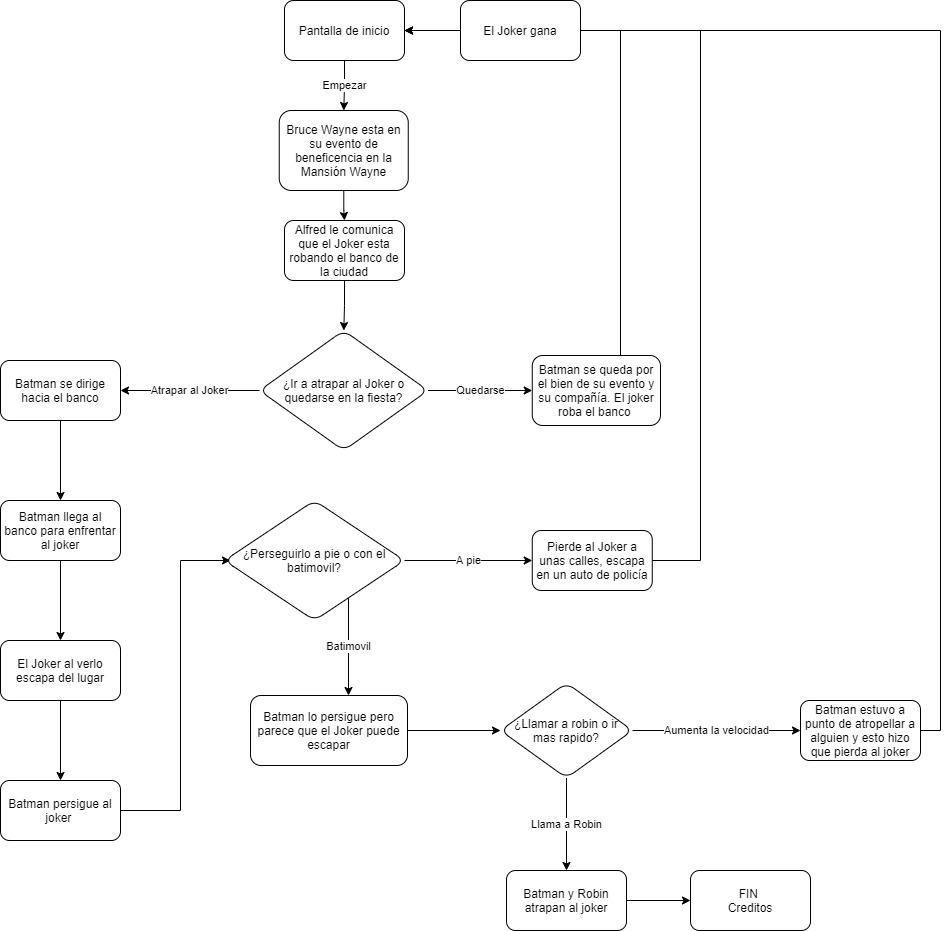 Pantalla de inicio
El Joker gana
Empezar
Bruce Wayne esta en
su evento de
beneficencia en la
Mansión Wayne
Alfred le comunica
que el Joker esta
robando el banco de
la ciudad
¿Ir a atrapar al Joker o
quedarse en la fiesta?
Atrapar al Joker
Quedarse
Batman se dirige
hacia el banco
Batman se queda por
el bien de su evento y
su compañía. El joker
roba el banco
Batman llega al
banco para enfrentar
al joker
El Joker al verlo
escapa del lugar
Batman persigue al
joker
¿Perseguirlo a pie o con el
batimovil?
A pie
Pierde al Joker a
unas calles, escapa
en un auto de policía
Batimovil
Batman lo persigue pero
parece que el Joker puede
escapar
¿Llamar a robin o ir
mas rapido?
Aumenta la velocidad
Batman estuvo a
punto de atropellar a
alguien y esto hizo
que pierda al joker
Llama a Robin
Batman y Robin
atrapan al joker
FIN
Creditos